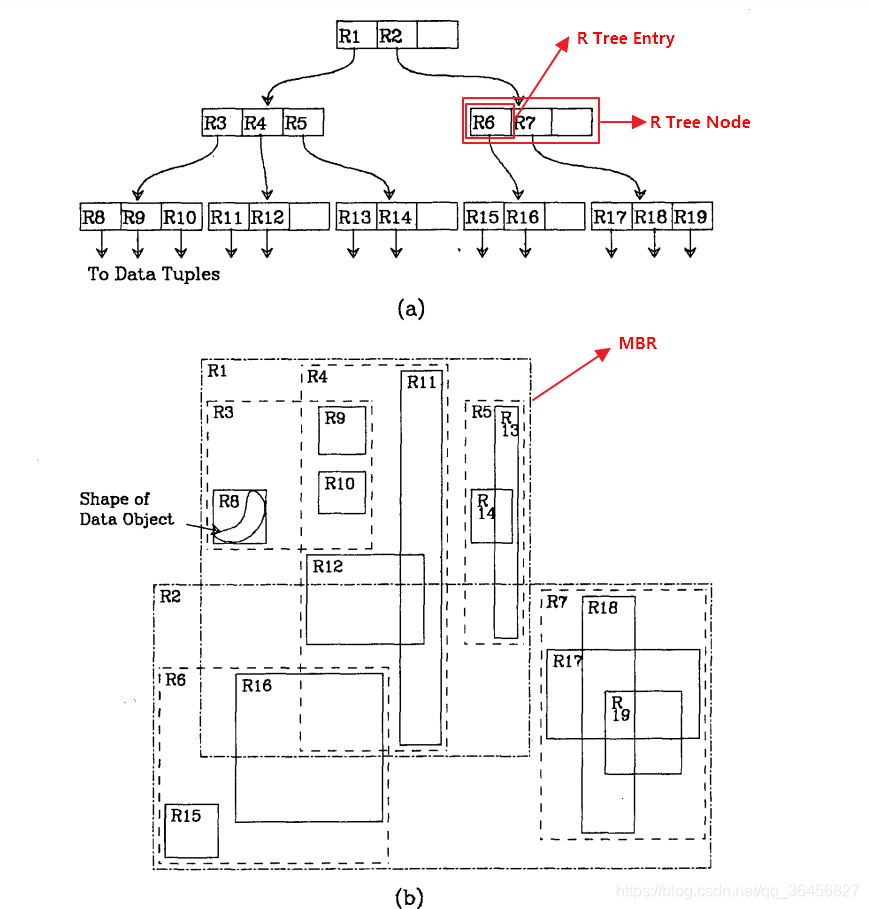 R1 R2
R Tree Entry
R3 R4 R5
R6 R7
R Tree Node
R8 R9 R10 R11 R12 R13 R14 R15 R16 R17 R18 R19
To Data Tuples
(a)
MBR
R1
R4
R11
R3
R9
R5
R
13
R10
R8
R
14
Shape of
Data Object
R12
R2
R7
R18
R17
R6
R16
R
19
R15
(b)
https://blog.csdn.net/qq_36456827